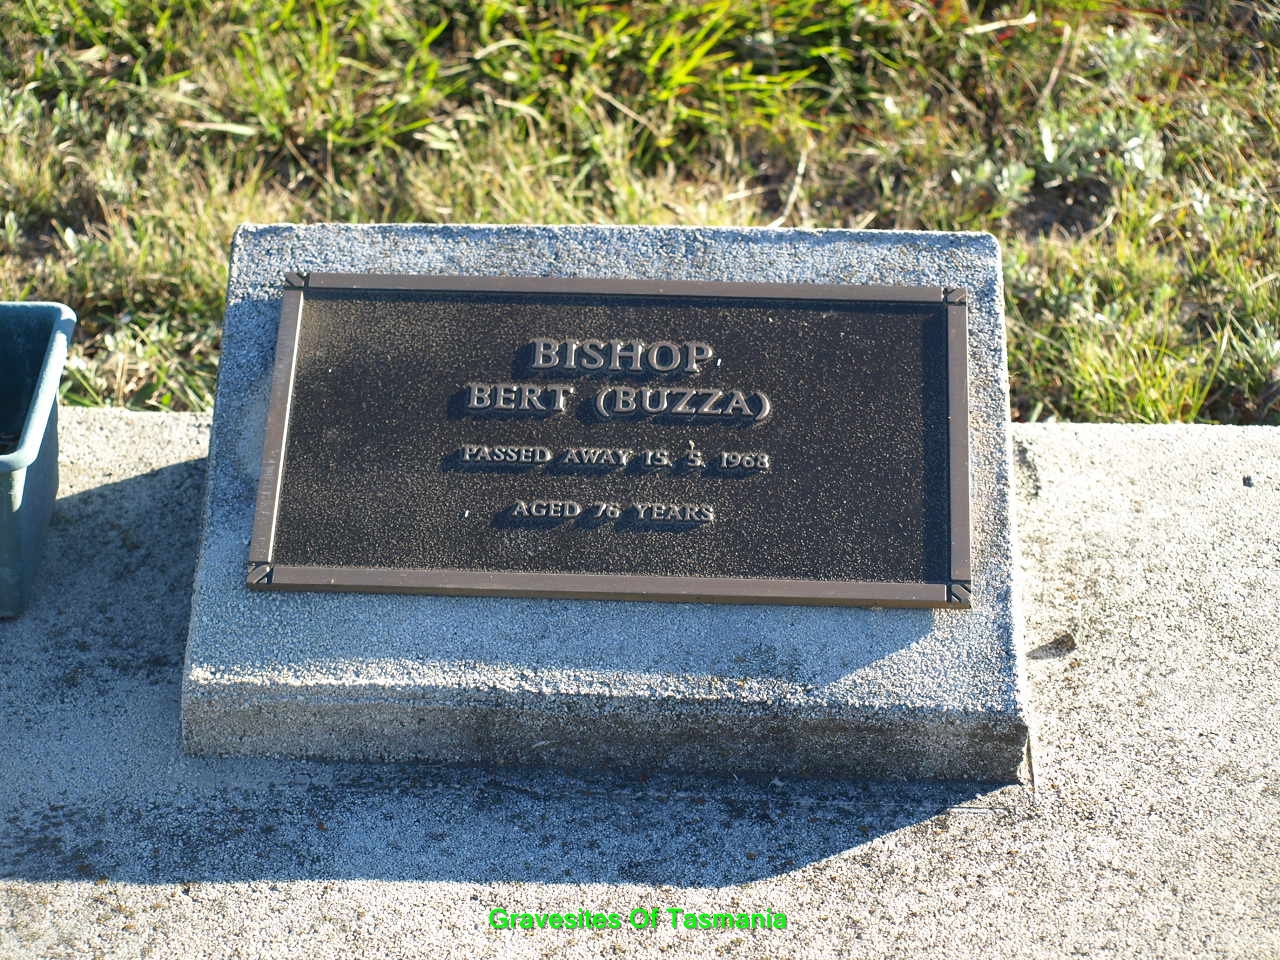 BISHOP
BERT (BUZZA)
PASSED AWAY 15. 5. 1968
AGED 76 YEARS
Gravesites Of Tasmania